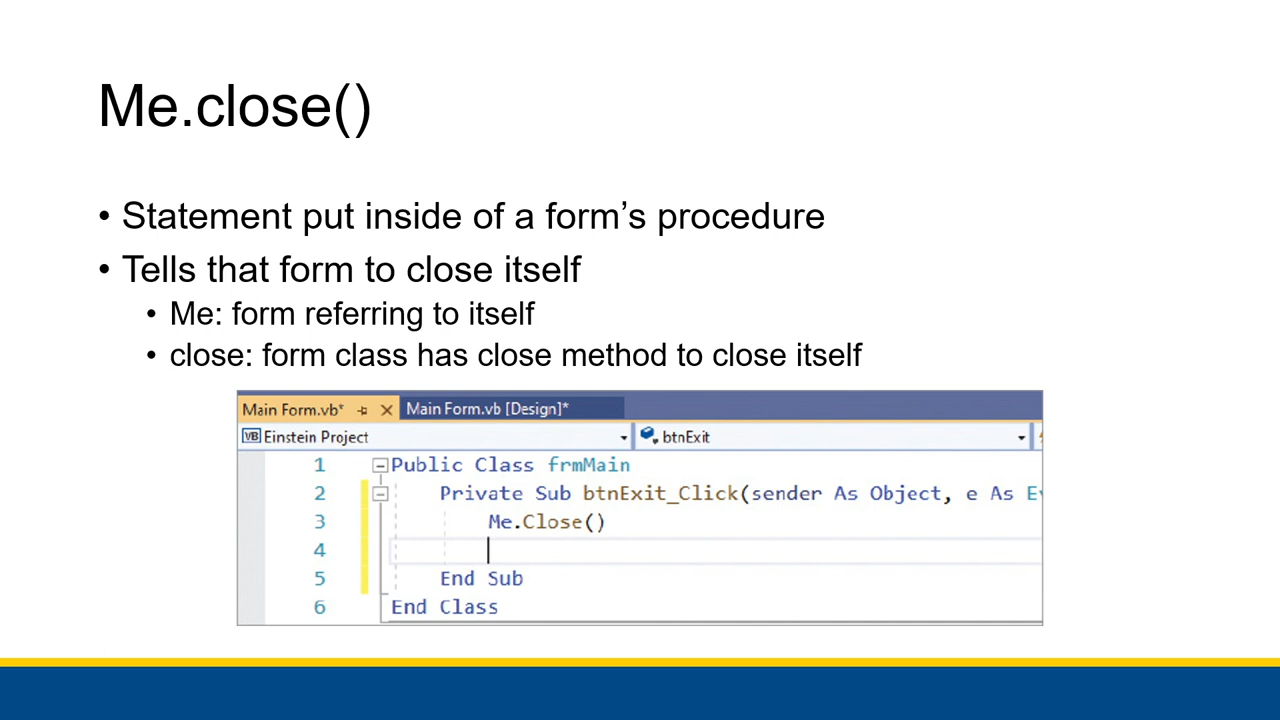 Me.close()
• Statement put inside of a form’s procedure
• Tells that form to close itself
• Me: form referring to itself
• close: form class has close method to close itself
Main Form.vb* Main Form.vb [Design]*
VB Einstein Project btnExit
1 Public Class frmMain
2 Private Sub btnExit_Click(sender As Object, e As Ev
3 Me.Close()
4
5 End Sub
6 End Class